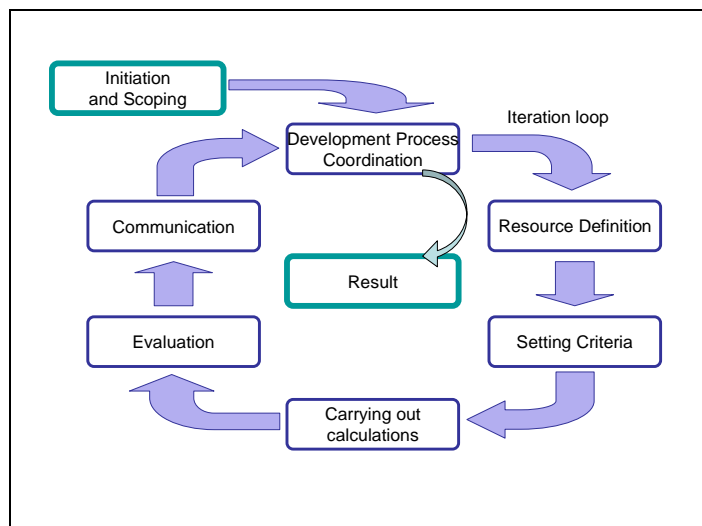 Initiation
and Scoping
Iteration loop
Development Process
Coordination
Communication
Resource Definition
Result
Evaluation
Setting Criteria
Carrying out
calculations